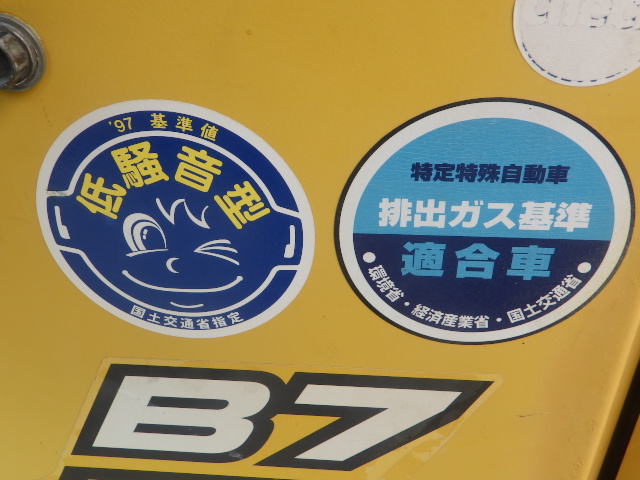 '97 基準値
低騒音型
国土交通省指定
特定特殊自動車
排出ガス基準
適合車
・環境省・経済産業省・国土交通省・
B7